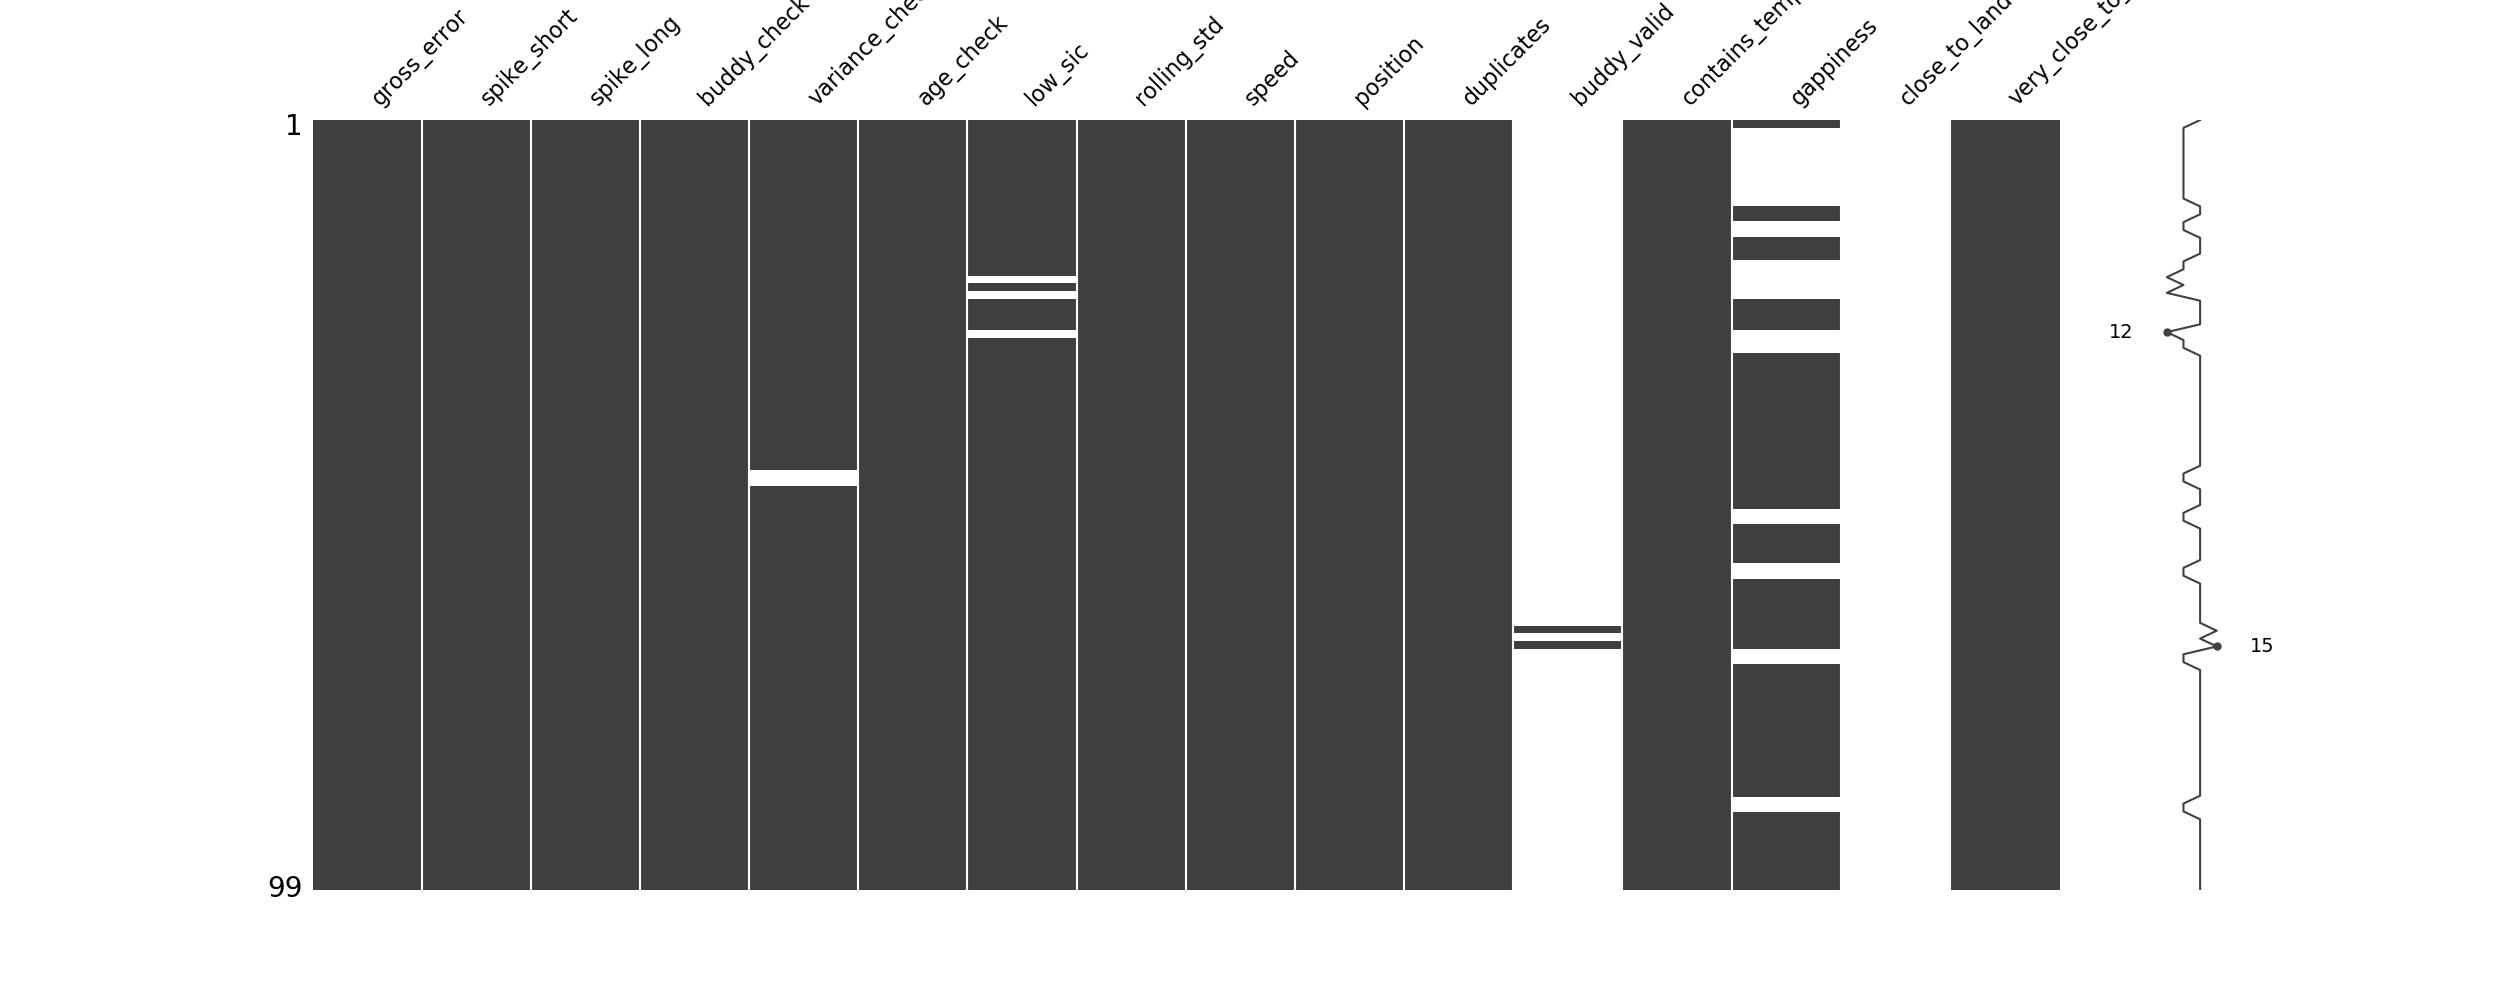 gross_error
spike_short
spike_long
buddy_check
variance_che
age_check
low_sic
rolling_std
speed
position
duplicates
buddy_valid
contains_temp
gappiness
close_to_land
very_close_to_
1
12
15
99